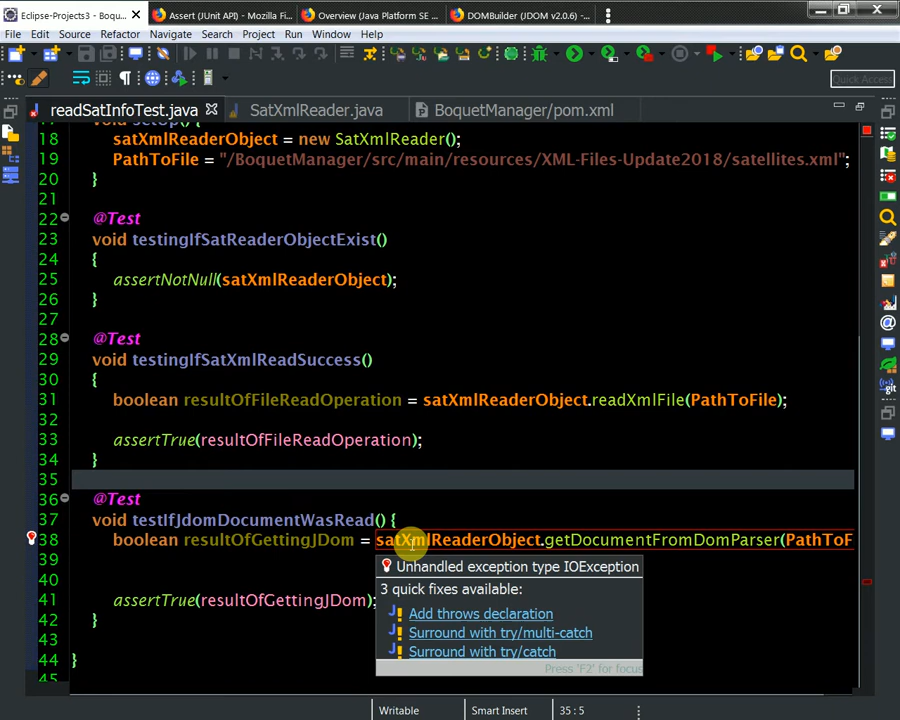 Eclipse-Projects3 - Boqu...
Assert (JUnit API) - Mozilla Fi...
Overview (Java Platform SE ...
DOMBuilder (JDOM v2.0.6) - ...
File Edit Source Refactor Navigate Search Project Run Window Help
Quick Access
readSatInfoTest.java
SatXmlReader.java
BoquetManager/pom.xml
18 satXmlReaderObject = new SatXmlReader();
19 PathToFile = "/BoquetManager/src/main/resources/XML-Files-Update2018/satellites.xml";
20 }
21
22 @Test
23 void testingIfSatReaderObjectExist()
24 {
25 assertNotNull(satXmlReaderObject);
26 }
27
28 @Test
29 void testingIfSatXmlReadSuccess()
30 {
31 boolean resultOfFileReadOperation = satXmlReaderObject.readXmlFile(PathToFile);
32
33 assertTrue(resultOfFileReadOperation);
34 }
35
36 @Test
37 void testIfJdomDocumentWasRead() {
38 boolean resultOfGettingJDom = satXmlReaderObject.getDocumentFromDomParser(PathToF
39
Unhandled exception type IOException
40
3 quick fixes available:
41 assertTrue(resultOfGettingJDom);
Add throws declaration
42 }
Surround with try/multi-catch
43
Surround with try/catch
44 }
Press 'F2' for focus
45
Writable
Smart Insert
35 : 5